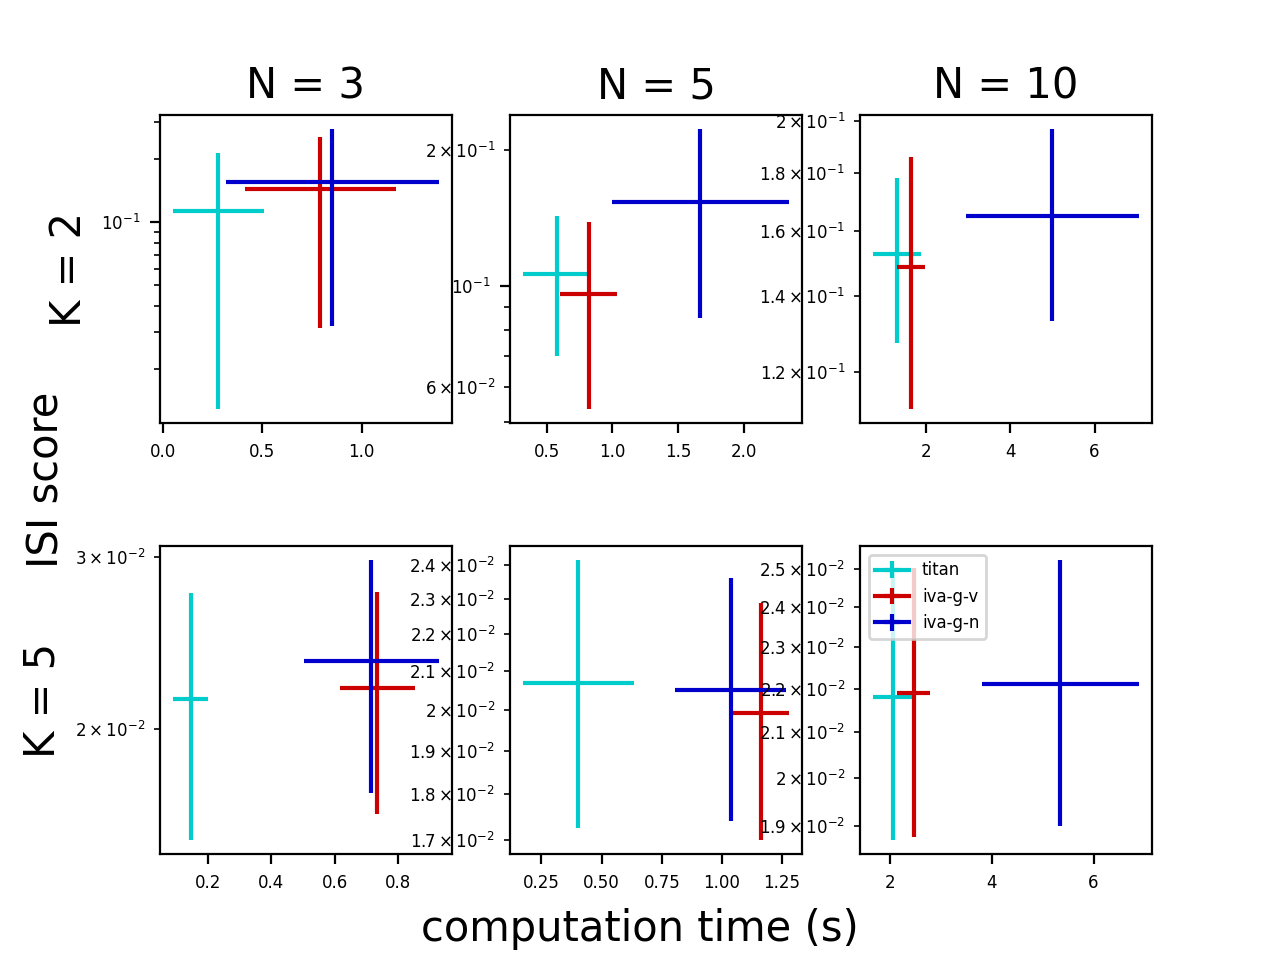 N = 3
N = 5
N = 10
K = 2
10⁻¹
0.0 0.5 1.0
2×10⁻¹
10⁻¹
6×10⁻²
0.5 1.0 1.5 2.0
2×10⁻¹
1.8×10⁻¹
1.6×10⁻¹
1.4×10⁻¹
1.2×10⁻¹
2 4 6
ISI score
K = 5
3×10⁻²
2×10⁻²
0.2 0.4 0.6 0.8
2.4×10⁻²
2.3×10⁻²
2.2×10⁻²
2.1×10⁻²
2×10⁻²
1.9×10⁻²
1.8×10⁻²
1.7×10⁻²
0.25 0.50 0.75 1.00 1.25
2.5×10⁻²
2.4×10⁻²
2.3×10⁻²
2.2×10⁻²
2.1×10⁻²
2×10⁻²
1.9×10⁻²
2 4 6
titan
iva-g-v
iva-g-n
computation time (s)